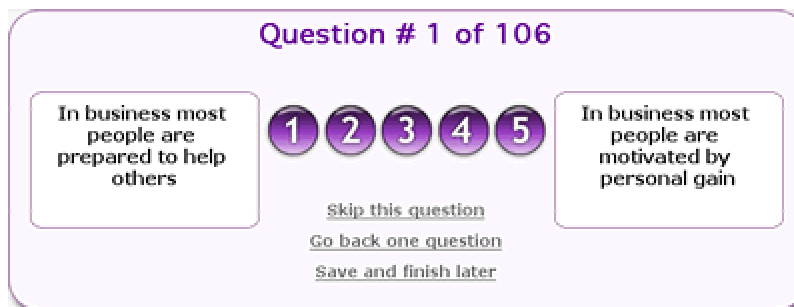 Question # 1 of 106
In business most
people are
prepared to help
others
1 2 3 4 5
In business most
people are
motivated by
personal gain
Skip this question
Go back one question
Save and finish later